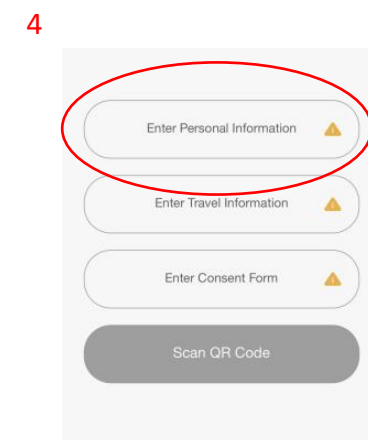 4
Enter Personal Information
Enter Travel Information
Enter Consent Form
Scan QR Code